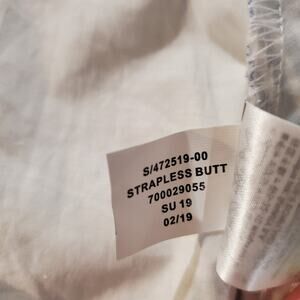 S/472519-00
STRAPLESS BUTT
700029055
SU 19
02/19